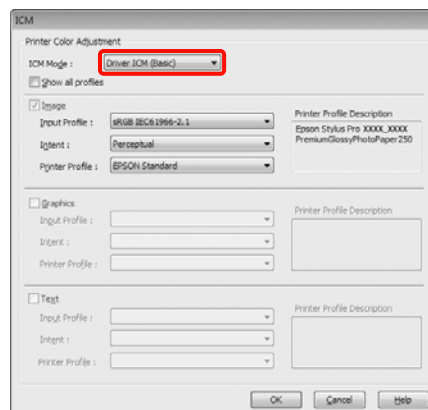 ICM
Printer Color Adjustment
ICM Mode : Driver ICM (Basic)
Show all profiles
Image
Input Profile : sRGB IEC61966-2.1
Intent : Perceptual
Printer Profile : EPSON Standard
Printer Profile Description
Epson Stylus Pro XXXX_XXXX
PremiumGlossyPhotoPaper250
Graphics
Input Profile :
Intent :
Printer Profile :
Printer Profile Description
Text
Input Profile :
Intent :
Printer Profile :
Printer Profile Description
OK Cancel Help